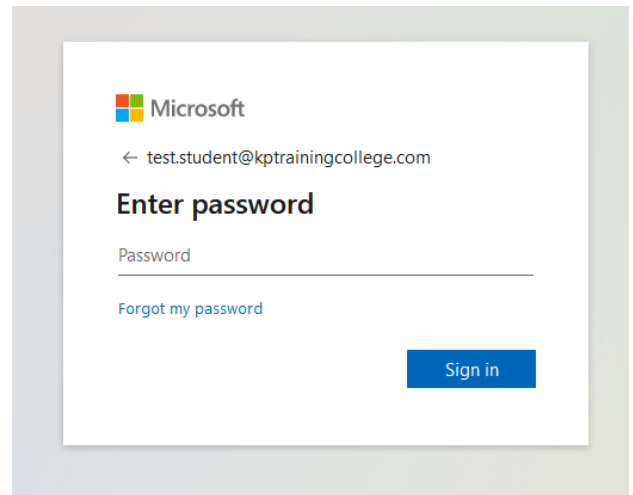 Microsoft
← test.student@kptrainingcollege.com
Enter password
Password
Forgot my password
Sign in